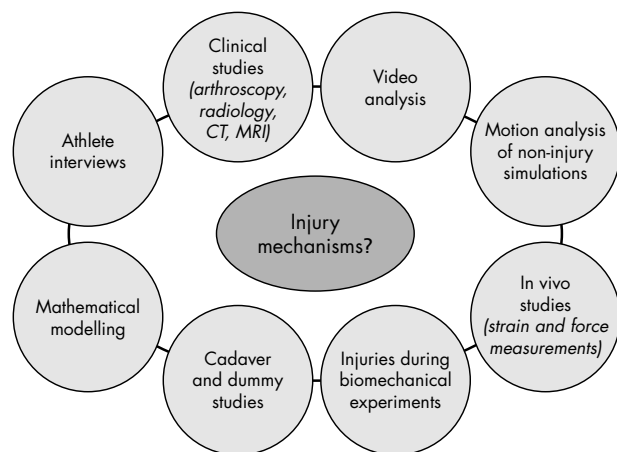 Clinical
studies
(arthroscopy,
radiology,
CT, MRI)
Video
analysis
Athlete
interviews
Motion analysis
of non-injury
simulations
Injury
mechanisms?
Mathematical
modelling
In vivo
studies
(strain and force
measurements)
Cadaver
and dummy
studies
Injuries during
biomechanical
experiments